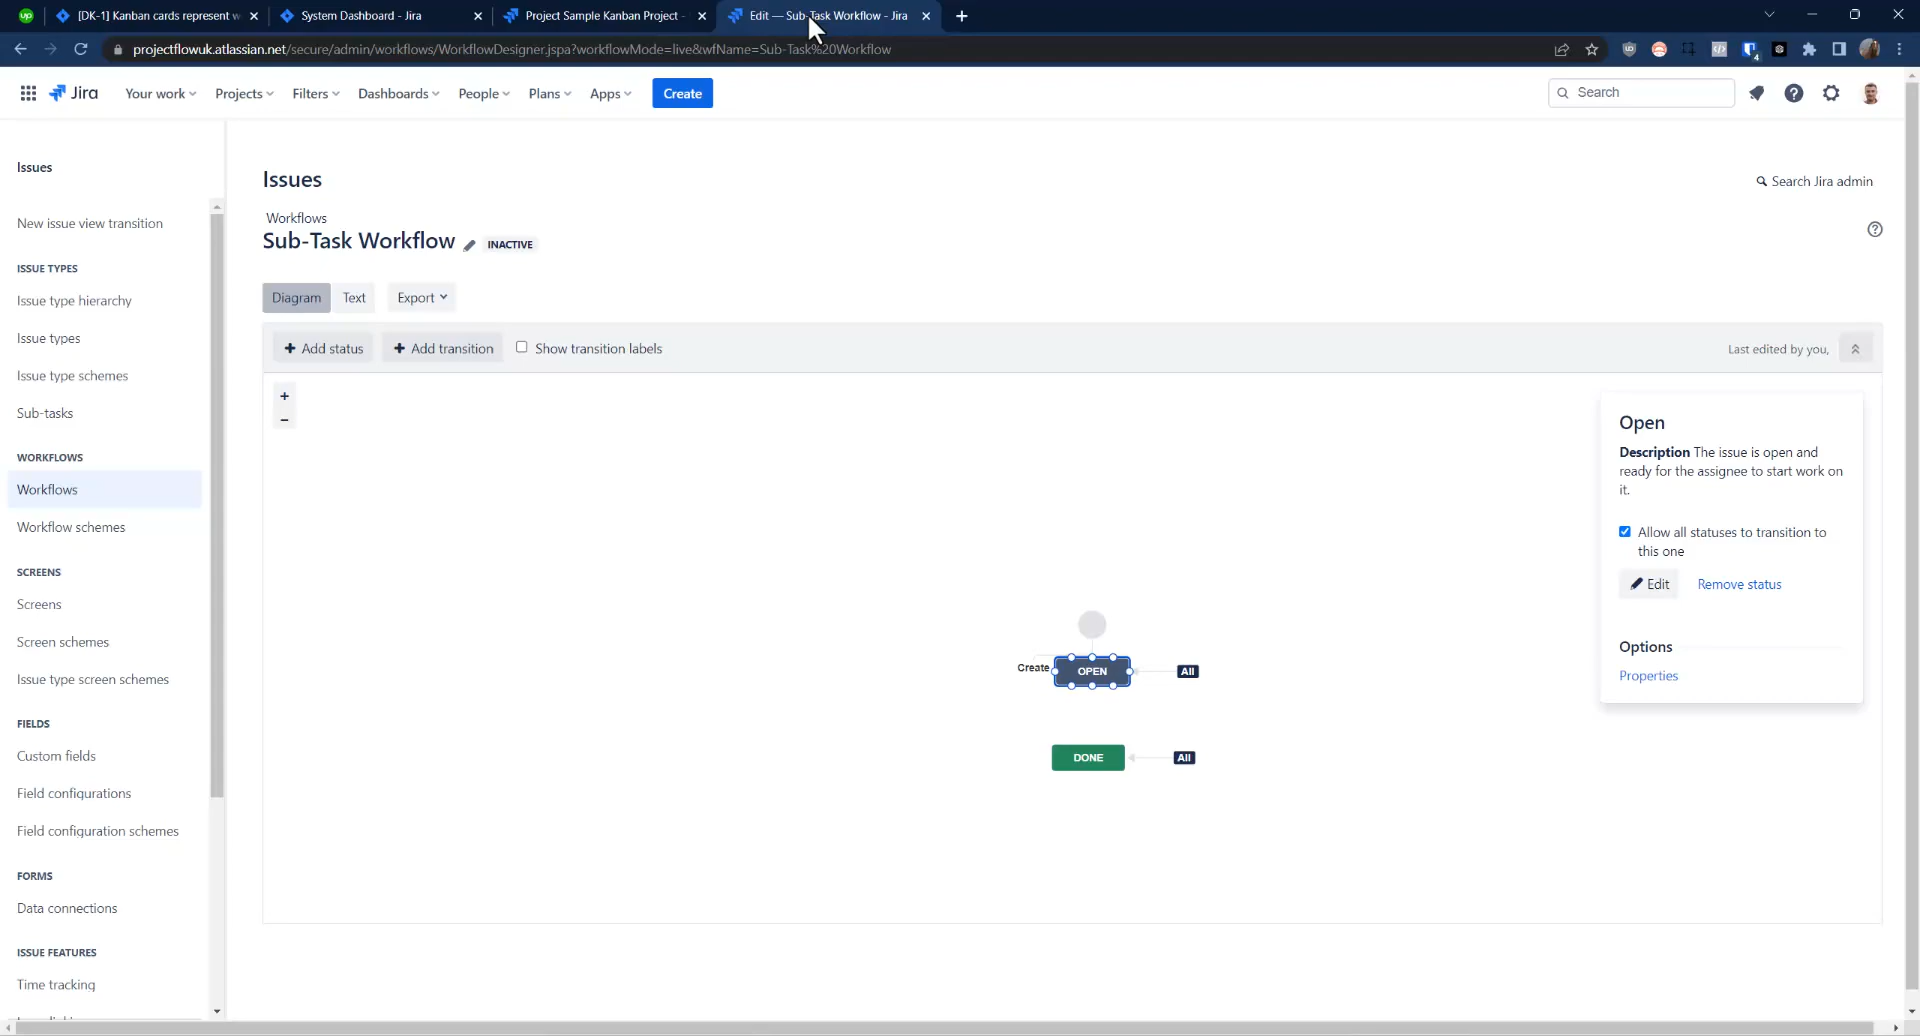 up
[DK-1] Kanban cards represent w
System Dashboard - Jira
Project Sample Kanban Project -
Edit — Sub-Task Workflow - Jira
projectflowuk.atlassian.net/secure/admin/workflows/WorkflowDesigner.jspa?workflowMode=live&wfName=Sub-Task%20Workflow
4
Jira
Your work
Projects
Filters
Dashboards
People
Plans
Apps
Create
Search
Issues
New issue view transition
ISSUE TYPES
Issue type hierarchy
Issue types
Issue type schemes
Sub-tasks
WORKFLOWS
Workflows
Workflow schemes
SCREENS
Screens
Screen schemes
Issue type screen schemes
FIELDS
Custom fields
Field configurations
Field configuration schemes
FORMS
Data connections
ISSUE FEATURES
Time tracking
Issues
Search Jira admin
Workflows
Sub-Task Workflow
INACTIVE
Diagram
Text
Export
Add status
Add transition
Show transition labels
Last edited by you,
+
-
Create
OPEN
All
DONE
All
Open
Description The issue is open and
ready for the assignee to start work on
it.
Allow all statuses to transition to
this one
Edit
Remove status
Options
Properties